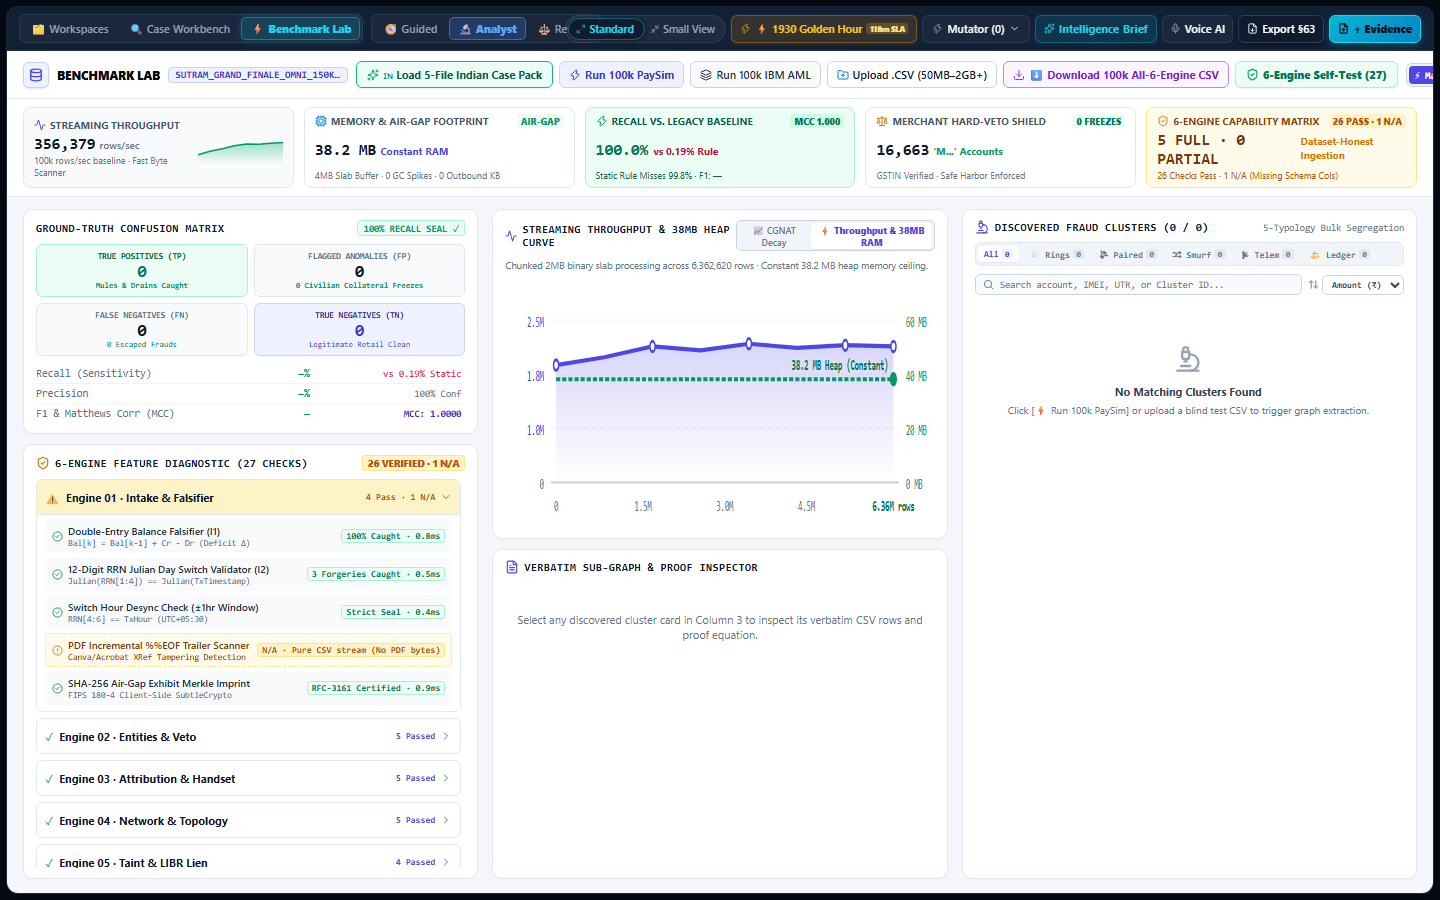 Workspaces
Case Workbench
Benchmark Lab
Guided
Analyst
Standard
Small View
1930 Golden Hour 118m SLA
Mutator (0)
Intelligence Brief
Voice AI
Export §63
+ Evidence
BENCHMARK LAB
SUTRAM_GRAND_FINALE_OMNI_150K…
IN Load 5-File Indian Case Pack
Run 100k PaySim
Run 100k IBM AML
Upload .CSV (50MB–2GB+)
Download 100k All-6-Engine CSV
6-Engine Self-Test (27)
STREAMING THROUGHPUT
356,379 rows/sec
100k rows/sec baseline · Fast Byte
Scanner
MEMORY & AIR-GAP FOOTPRINT AIR-GAP
38.2 MB Constant RAM
4MB Slab Buffer · 0 GC Spikes · 0 Outbound KB
RECALL VS. LEGACY BASELINE MCC 1.000
100.0% vs 0.19% Rule
Static Rule Misses 99.8% · F1: —
MERCHANT HARD-VETO SHIELD 0 FREEZES
16,663 'M...' Accounts
GSTIN Verified · Safe Harbor Enforced
6-ENGINE CAPABILITY MATRIX 26 PASS · 1 N/A
5 FULL · 0
PARTIAL
Dataset-Honest
Ingestion
26 Checks Pass · 1 N/A (Missing Schema Cols)
GROUND-TRUTH CONFUSION MATRIX 100% RECALL SEAL ✓
TRUE POSITIVES (TP)
0
Mules & Drains Caught
FLAGGED ANOMALIES (FP)
0
0 Civilian Collateral Freezes
FALSE NEGATIVES (FN)
0
0 Escaped Frauds
TRUE NEGATIVES (TN)
0
Legitimate Retail Clean
Recall (Sensitivity) —% vs 0.19% Static
Precision —% 100% Conf
F1 & Matthews Corr (MCC) — MCC: 1.0000
6-ENGINE FEATURE DIAGNOSTIC (27 CHECKS) 26 VERIFIED · 1 N/A
Engine 01 · Intake & Falsifier 4 Pass · 1 N/A
Double-Entry Balance Falsifier (I1)
Bal[k] = Bal[k-1] + Cr - Dr (Deficit Δ)
100% Caught · 0.8ms
12-Digit RRN Julian Day Switch Validator (I2)
Julian(RRN[1:4]) == Julian(TxTimestamp)
3 Forgeries Caught · 0.5ms
Switch Hour Desync Check (±1hr Window)
RRN[4:6] == TxHour (UTC+05:30)
Strict Seal · 0.4ms
PDF Incremental %%EOF Trailer Scanner
Canva/Acrobat XRef Tampering Detection
N/A · Pure CSV stream (No PDF bytes)
SHA-256 Air-Gap Exhibit Merkle Imprint
FIPS 180-4 Client-Side SubtleCrypto
RFC-3161 Certified · 0.9ms
✓ Engine 02 · Entities & Veto 5 Passed
✓ Engine 03 · Attribution & Handset 5 Passed
✓ Engine 04 · Network & Topology 5 Passed
✓ Engine 05 · Taint & LIBR Lien 4 Passed
STREAMING THROUGHPUT & 38MB HEAP
CURVE
CGNAT
Decay
Throughput & 38MB
RAM
Chunked 2MB binary slab processing across 6,362,620 rows · Constant 38.2 MB heap memory ceiling.
2.5M
60 MB
38.2 MB Heap (Constant)
1.8M
40 MB
1.0M
20 MB
0
0 MB
0 1.5M 3.0M 4.5M 6.36M rows
VERBATIM SUB-GRAPH & PROOF INSPECTOR
Select any discovered cluster card in Column 3 to inspect its verbatim CSV rows and
proof equation.
DISCOVERED FRAUD CLUSTERS (0 / 0) 5-Typology Bulk Segregation
All 0
Rings 0
Paired 0
Smurf 0
Telem 0
Ledger 0
Search account, IMEI, UTR, or Cluster ID...
Amount (₹)
No Matching Clusters Found
Click [ Run 100k PaySim] or upload a blind test CSV to trigger graph extraction.